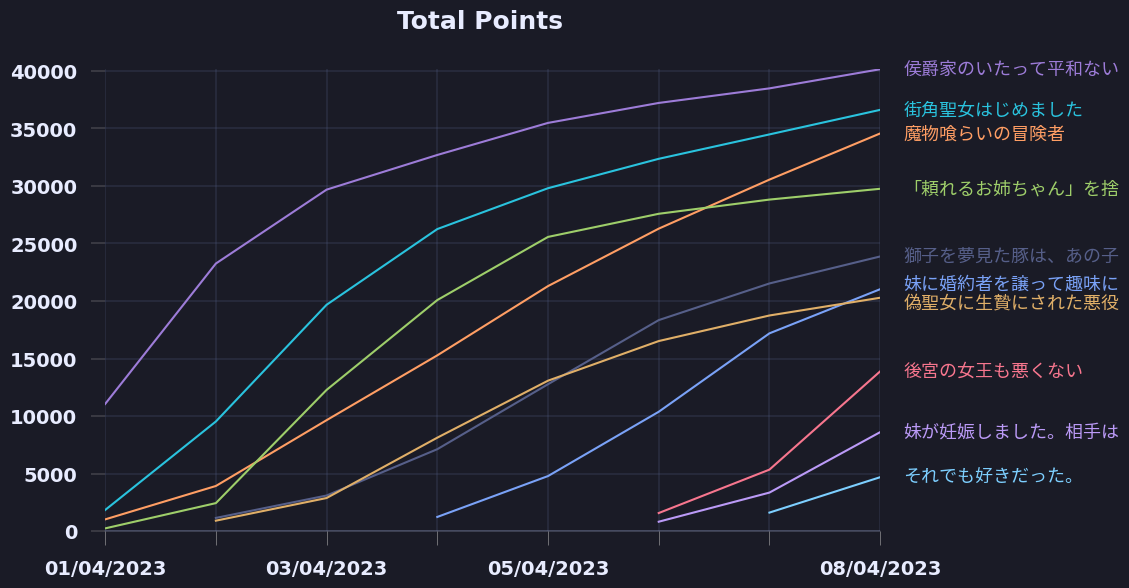 Total Points
40000
35000
30000
25000
20000
15000
10000
5000
0
01/04/2023
03/04/2023
05/04/2023
08/04/2023
侯爵家のいたって平和ない
街角聖女はじめました
魔物喰らいの冒険者
「頼れるお姉ちゃん」を捨
獅子を夢見た豚は、あの子
妹に婚約者を譲って趣味に
偽聖女に生贄にされた悪役
後宮の女王も悪くない
妹が妊娠しました。相手は
それでも好きだった。